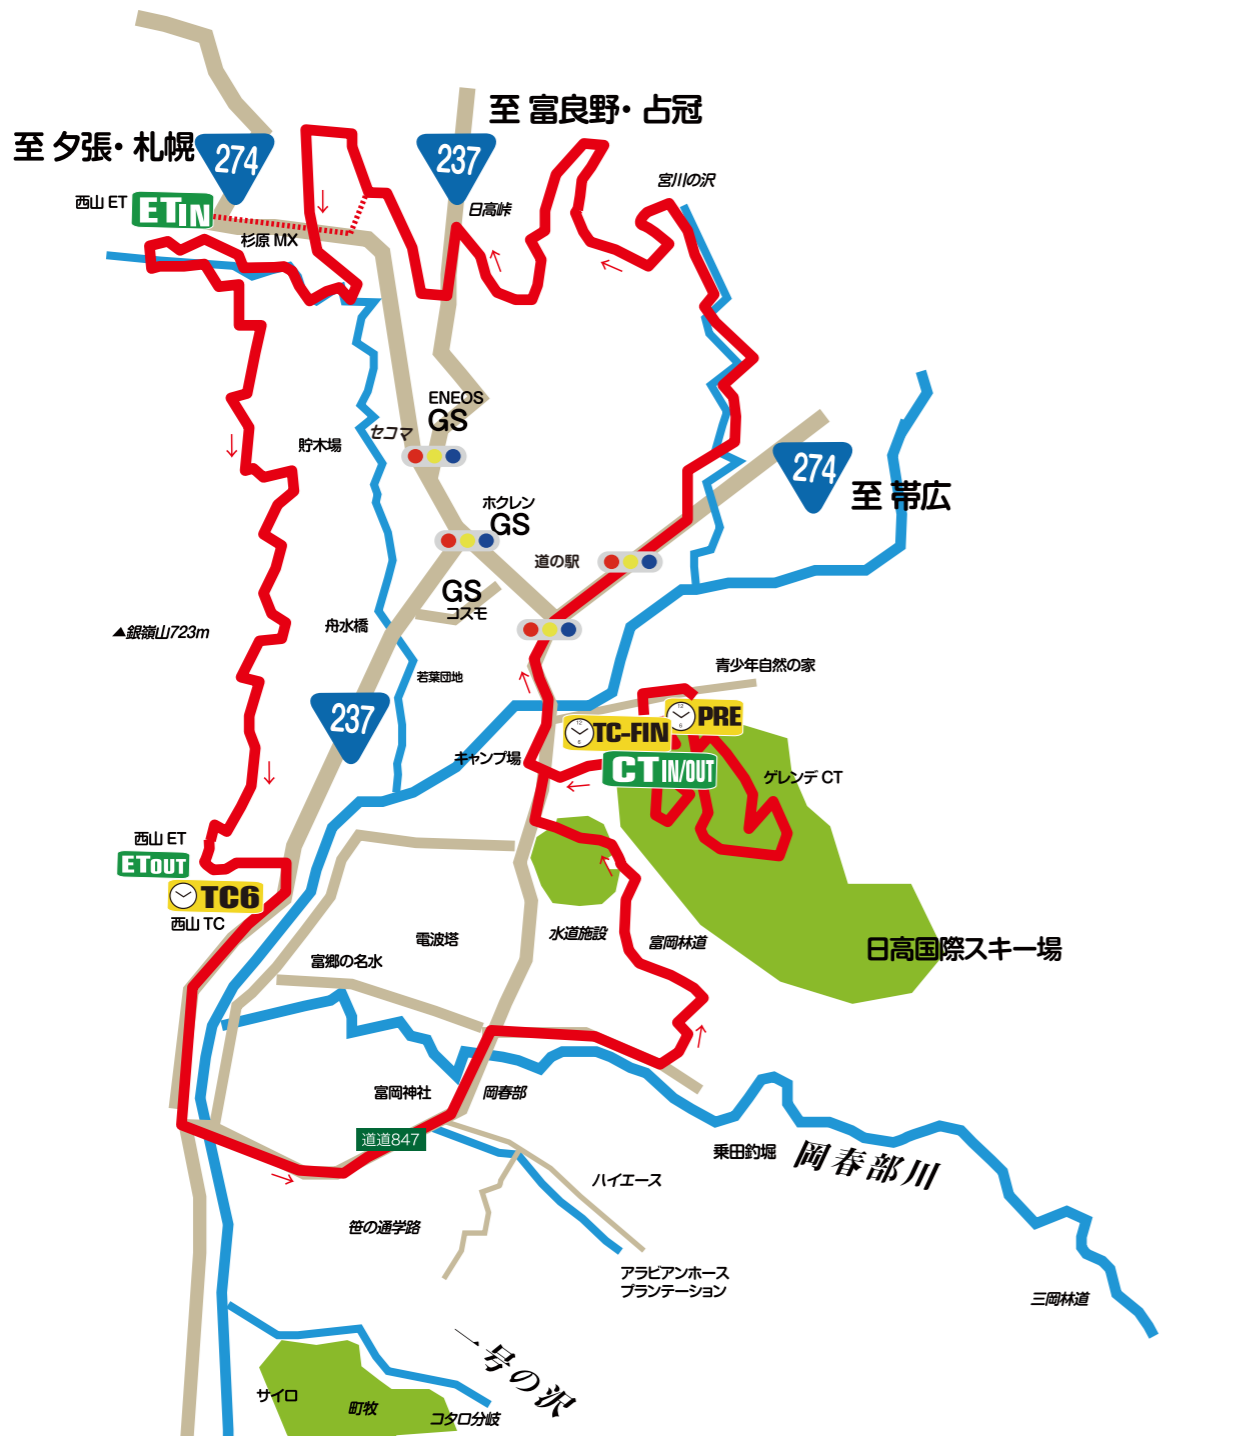 至 富良野・占冠
至 夕張・札幌
274
237
宮川の沢
西山 ET
ET IN
日高峠
杉原 MX
ENEOS
GS
セコマ
貯木場
274
至 帯広
ホクレン
GS
道の駅
GS
コスモ
▲銀嶺山723m
舟水橋
若葉団地
青少年自然の家
237
12
6
PRE
12
6
TC-FIN
キャンプ場
CT IN/OUT
ゲレンデ CT
西山 ET
ET OUT
TC6
西山 TC
電波塔
水道施設
富岡林道
日高国際スキー場
富郷の名水
富岡神社
岡春部
道道847
乗田釣堀
岡春部川
ハイエース
笹の通学路
アラビアンホース
プランテーション
三岡林道
一号の沢
サイロ
町牧
コタロ分岐